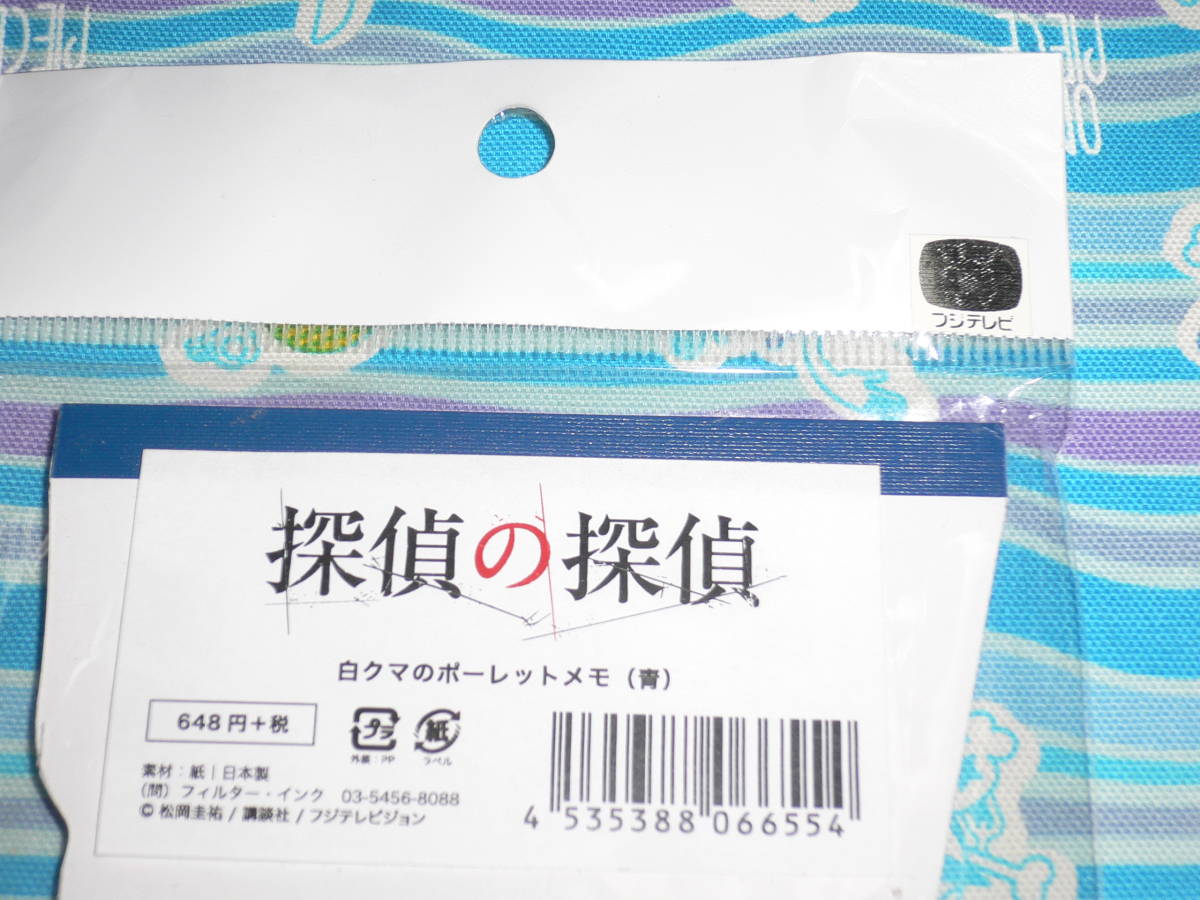 PIEC
PIECE
フジテレビ
探偵の探偵
白クマのポーレットメモ（青）
648円+税
プラ
外装：PP
紙
ラベル
素材：紙｜日本製
（問）フィルター・インク 03-5456-8088
© 松岡圭祐 / 講談社 / フジテレビジョン
4 535388 066554